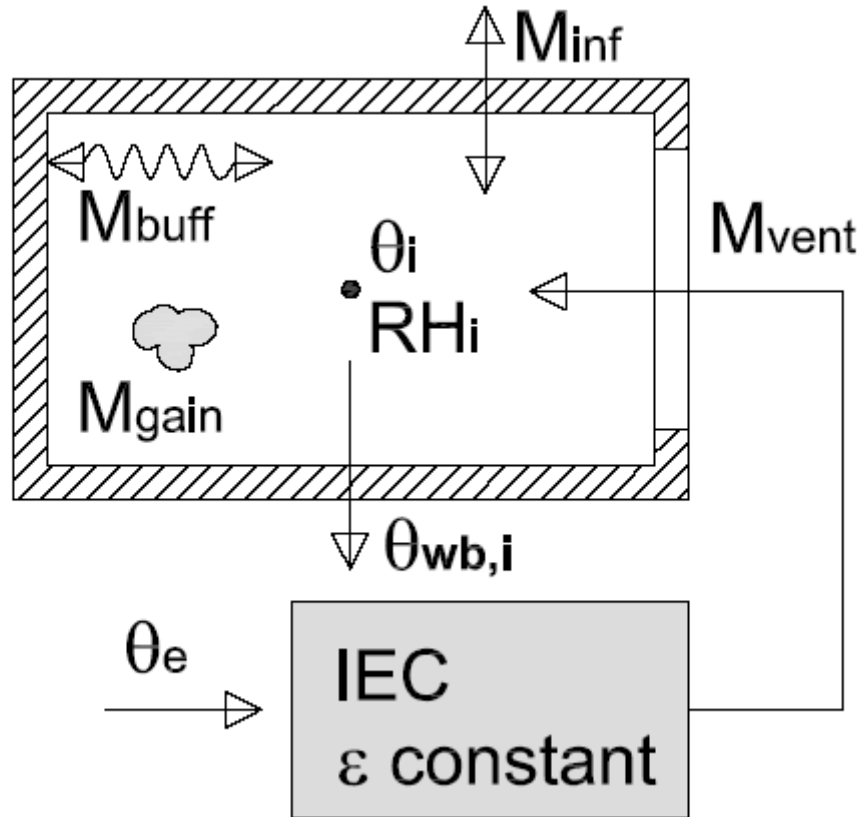 Minf
Mbuff
θi
RHi
Mvent
Mgain
θwb,i
θe
IEC
ε constant